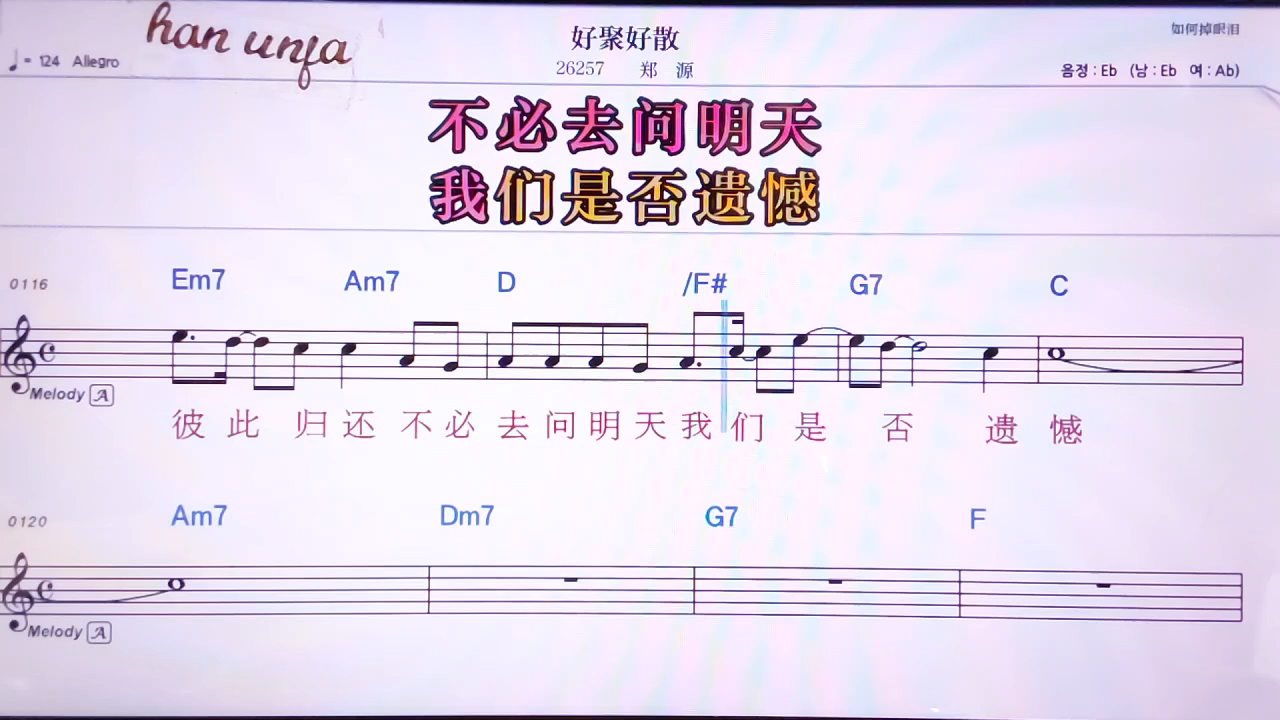 han unfa
好聚好散
如何掉眼泪
♩= 124 Allegro
26257 郑 源
음정 : Eb (남 : Eb 여 : Ab)
不必去问明天
我们是否遗憾
0116 Em7 Am7 D /F# G7 C
Melody A
彼 此 归 还 不 必 去 问 明 天 我 们 是 否 遗 憾
0120 Am7 Dm7 G7 F
Melody A